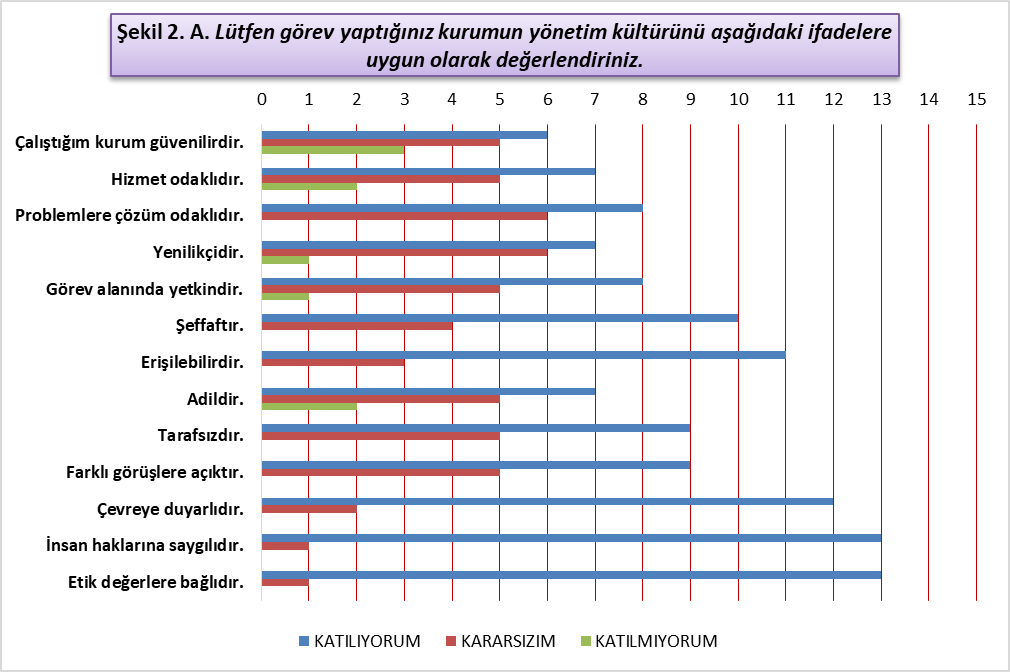 Şekil 2. A. Lütfen görev yaptığınız kurumun yönetim kültürünü aşağıdaki ifadelere
uygun olarak değerlendiriniz.
0 1 2 3 4 5 6 7 8 9 10 11 12 13 14 15
Çalıştığım kurum güvenilirdir.
Hizmet odaklıdır.
Problemlere çözüm odaklıdır.
Yenilikçidir.
Görev alanında yetkindir.
Şeffaftır.
Erişilebilirdir.
Adildir.
Tarafsızdır.
Farklı görüşlere açıktır.
Çevreye duyarlıdır.
İnsan haklarına saygılıdır.
Etik değerlere bağlıdır.
KATILIYORUM KARARSIZIM KATILMIYORUM